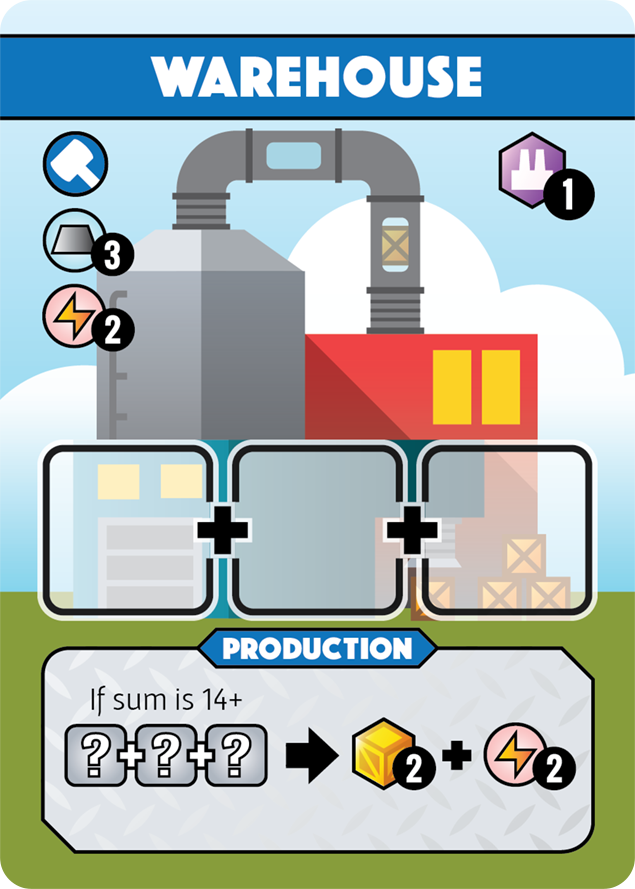 WAREHOUSE
1
3
2
+ +
PRODUCTION
If sum is 14+
?+?+? 2 + 2